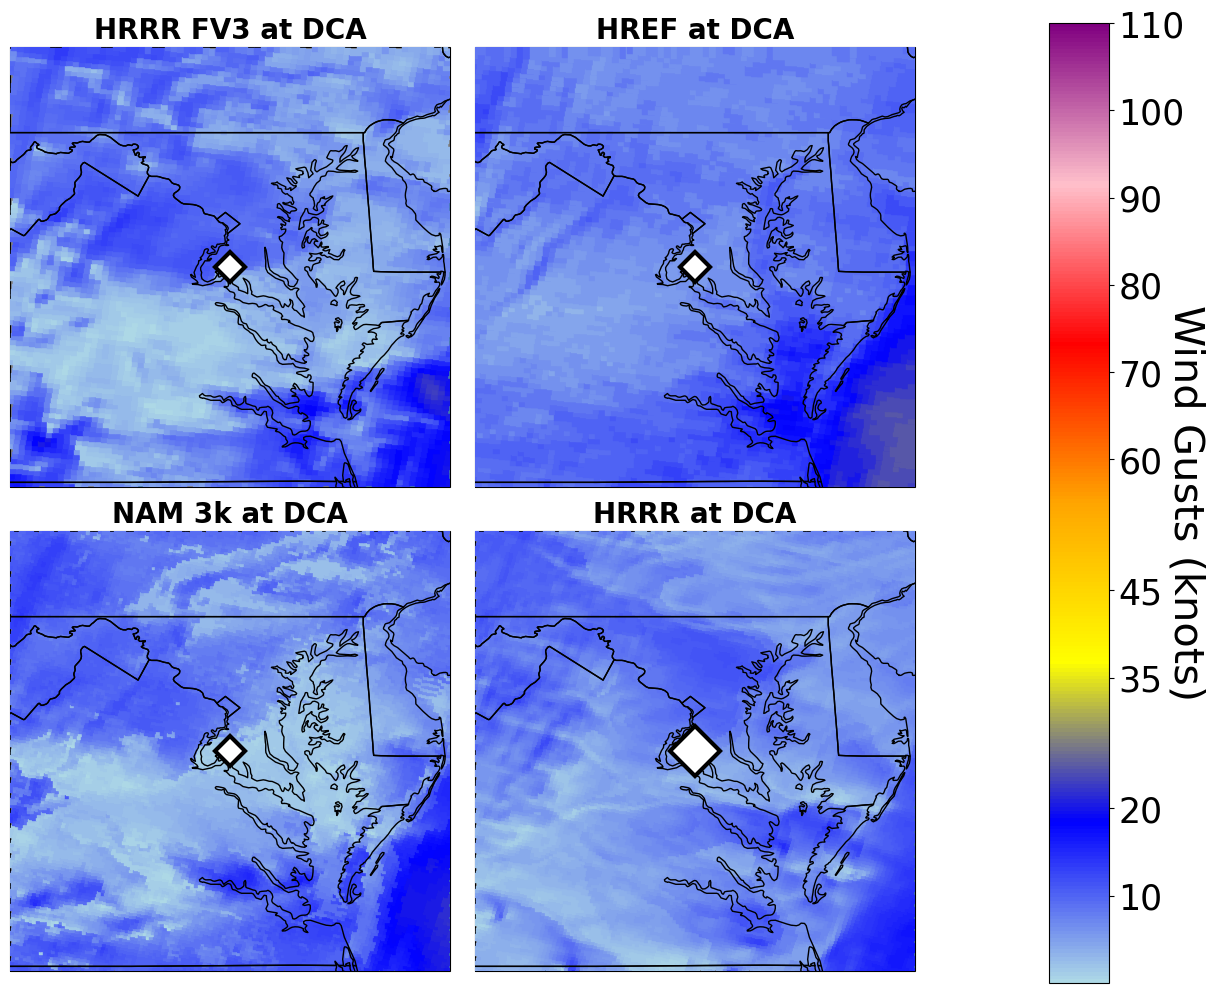 HRRR FV3 at DCA
HREF at DCA
NAM 3k at DCA
HRRR at DCA
110
100
90
80
70
60
45
35
20
10
Wind Gusts (knots)